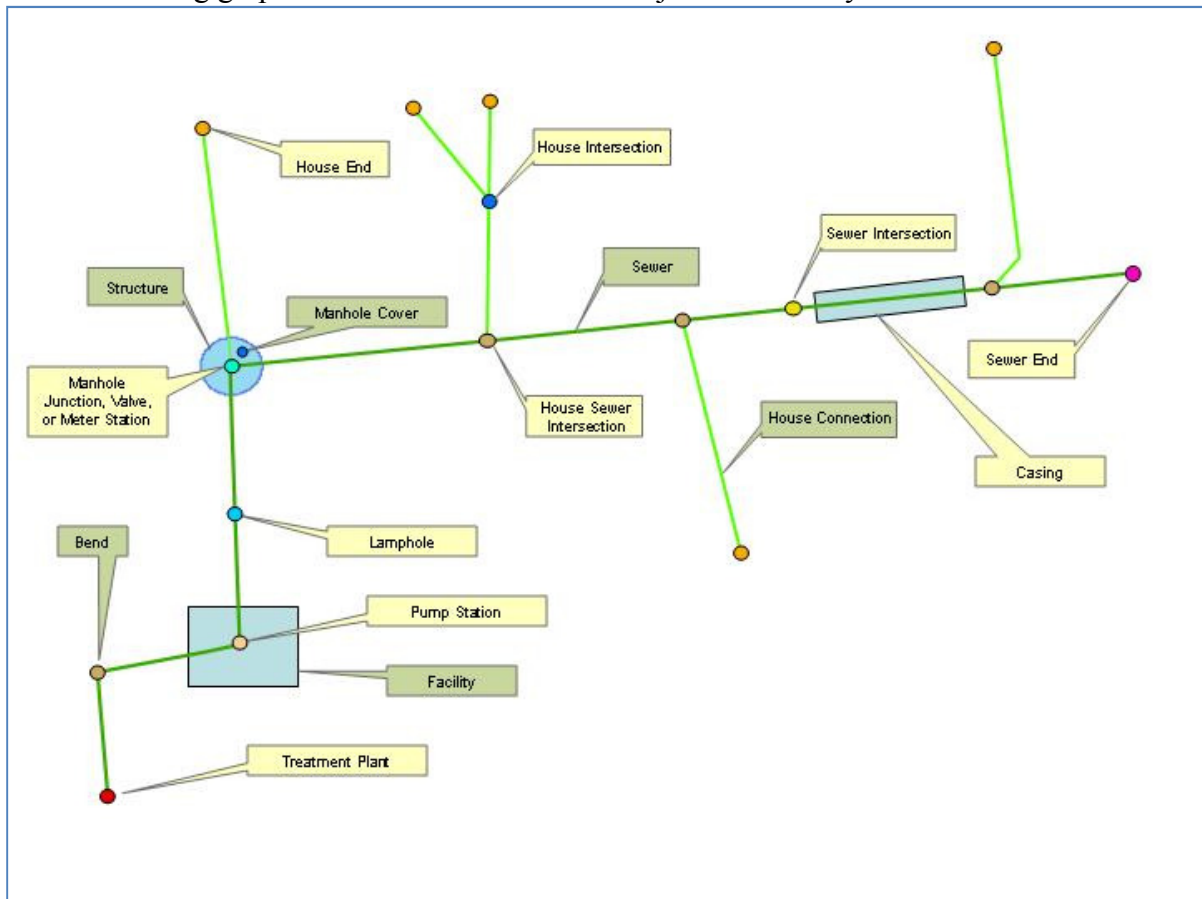 House End
House Intersection
Sewer Intersection
Structure
Sewer
Manhole Cover
Manhole
Junction, Valve,
or Meter Station
House Sewer
Intersection
House Connection
Sewer End
Casing
Bend
Lamphole
Pump Station
Facility
Treatment Plant